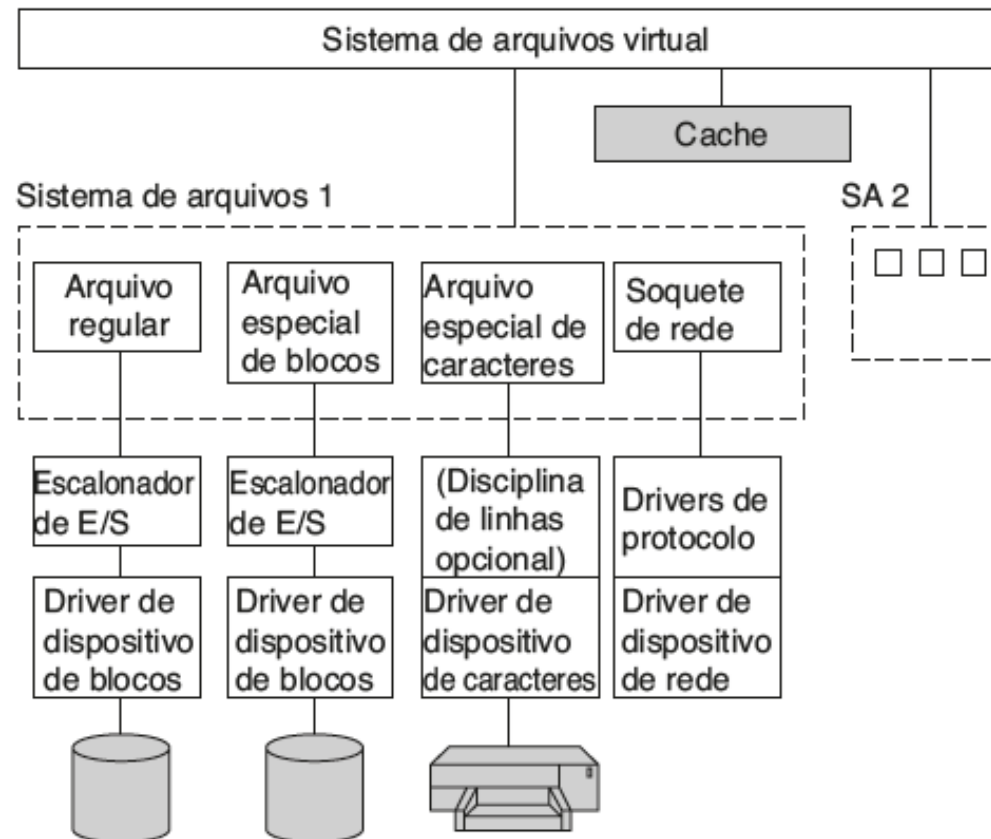 Sistema de arquivos virtual
Cache
Sistema de arquivos 1
SA 2
Arquivo
regular
Arquivo
especial
de blocos
Arquivo
especial de
caracteres
Soquete
de rede
Escalonador
de E/S
Escalonador
de E/S
(Disciplina
de linhas
opcional)
Drivers de
protocolo
Driver de
dispositivo
de blocos
Driver de
dispositivo
de blocos
Driver de
dispositivo
de caracteres
Driver de
dispositivo
de rede